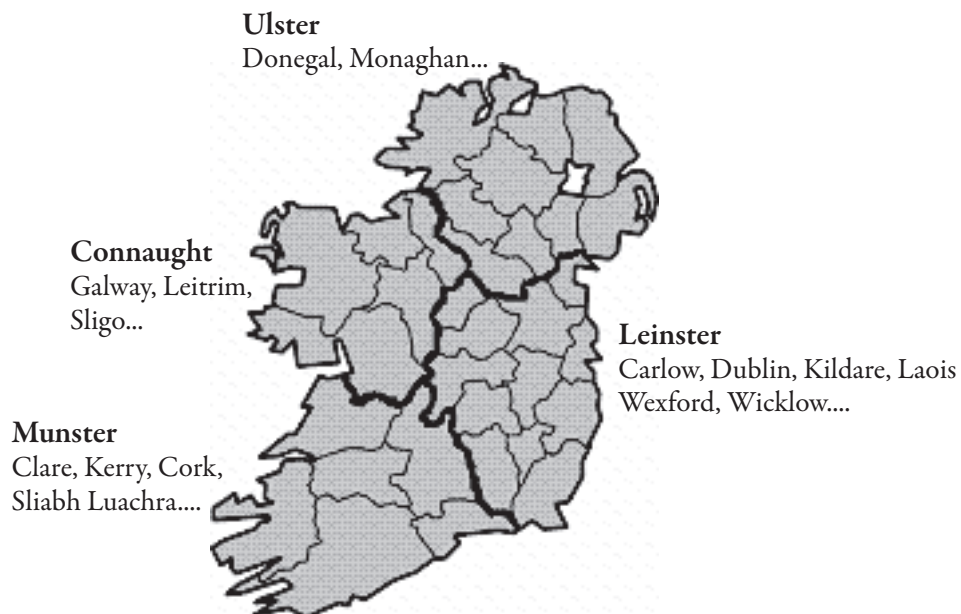 Ulster
Donegal, Monaghan...
Connaught
Galway, Leitrim,
Sligo...
Leinster
Carlow, Dublin, Kildare, Laois
Wexford, Wicklow....
Munster
Clare, Kerry, Cork,
Sliabh Luachra....